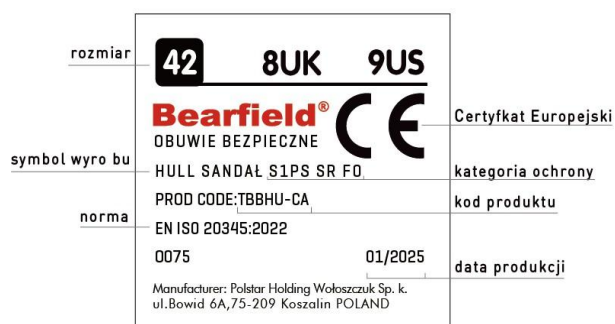 rozmiar
42 8UK 9US
Bearfield®
CE
OBUWIE BEZPIECZNE
Certyfkat Europejski
symbol wyro bu
HULL SANDAŁ S1PS SR FO
kategoria ochrony
PROD CODE:TBBHU-CA
kod produktu
norma
EN ISO 20345:2022
0075 01/2025
data produkcji
Manufacturer: Polstar Holding Wołoszczuk Sp. k.
ul.Bowid 6A,75-209 Koszalin POLAND